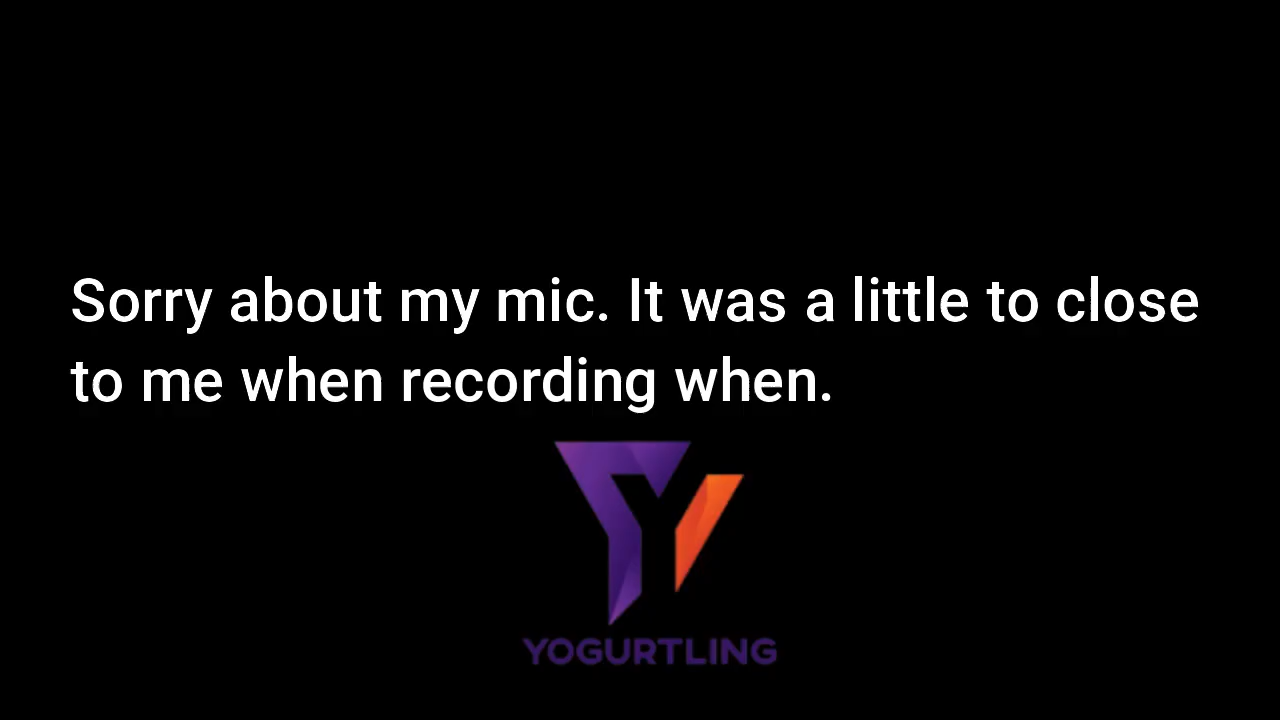 Sorry about my mic. It was a little to close
to me when recording when.
YOGURTLING